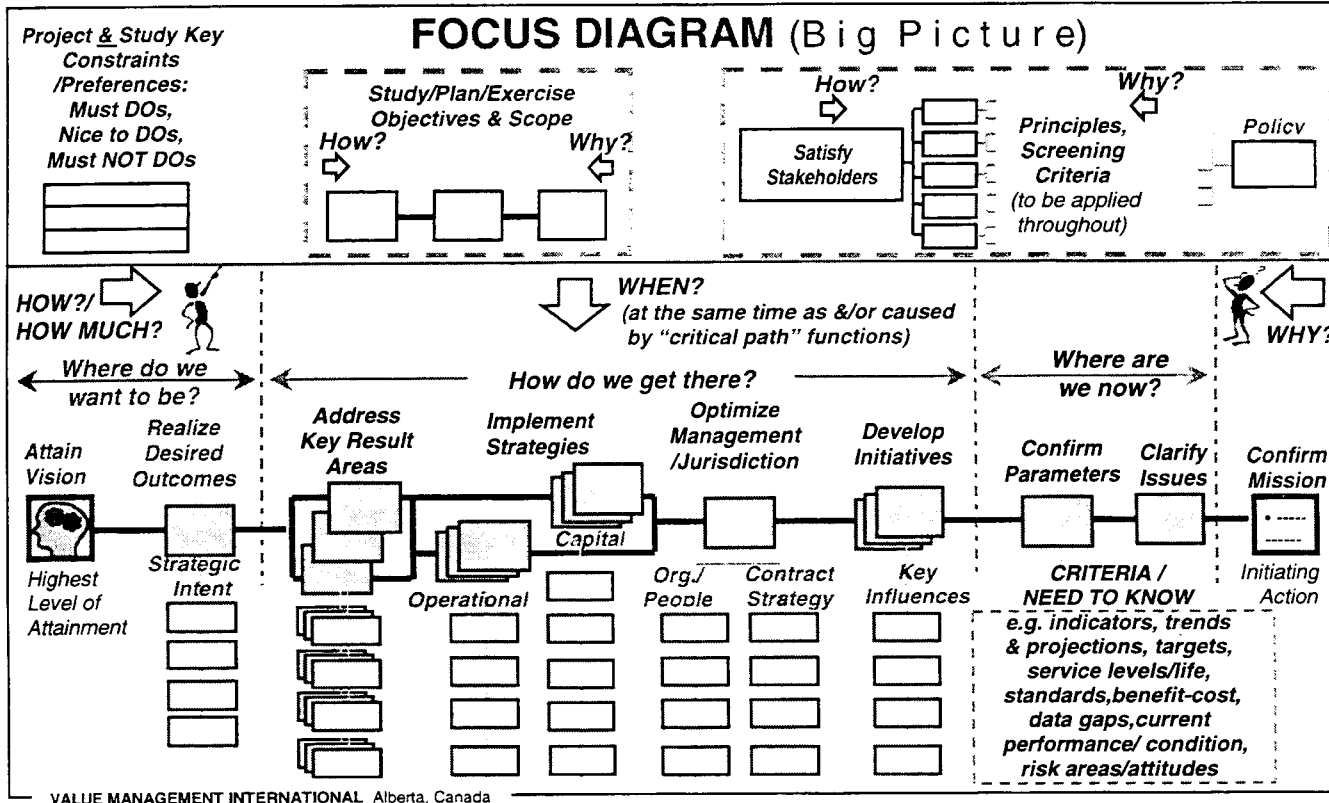 FOCUS DIAGRAM (Big Picture)
Project & Study Key
Constraints
/Preferences:
Must DOs,
Nice to DOs,
Must NOT DOs
Study/Plan/Exercise
Objectives & Scope
How?
Why?
How?
Why?
Satisfy
Stakeholders
Principles,
Screening
Criteria
(to be applied
throughout)
Policy
HOW?/
HOW MUCH?
WHEN?
(at the same time as &/or caused
by “critical path” functions)
WHY?
Where do we
want to be?
How do we get there?
Where are
we now?
Attain
Vision
Highest
Level of
Attainment
Realize
Desired
Outcomes
Strategic
Intent
Address
Key Result
Areas
Implement
Strategies
Operational
Capital
Optimize
Management
/Jurisdiction
Org./
People
Contract
Strategy
Develop
Initiatives
Key
Influences
Confirm
Parameters
Clarify
Issues
CRITERIA /
NEED TO KNOW
e.g. indicators, trends
& projections, targets,
service levels/life,
standards,benefit-cost,
data gaps,current
performance/ condition,
risk areas/attitudes
Confirm
Mission
Initiating
Action
VALUE MANAGEMENT INTERNATIONAL Alberta, Canada